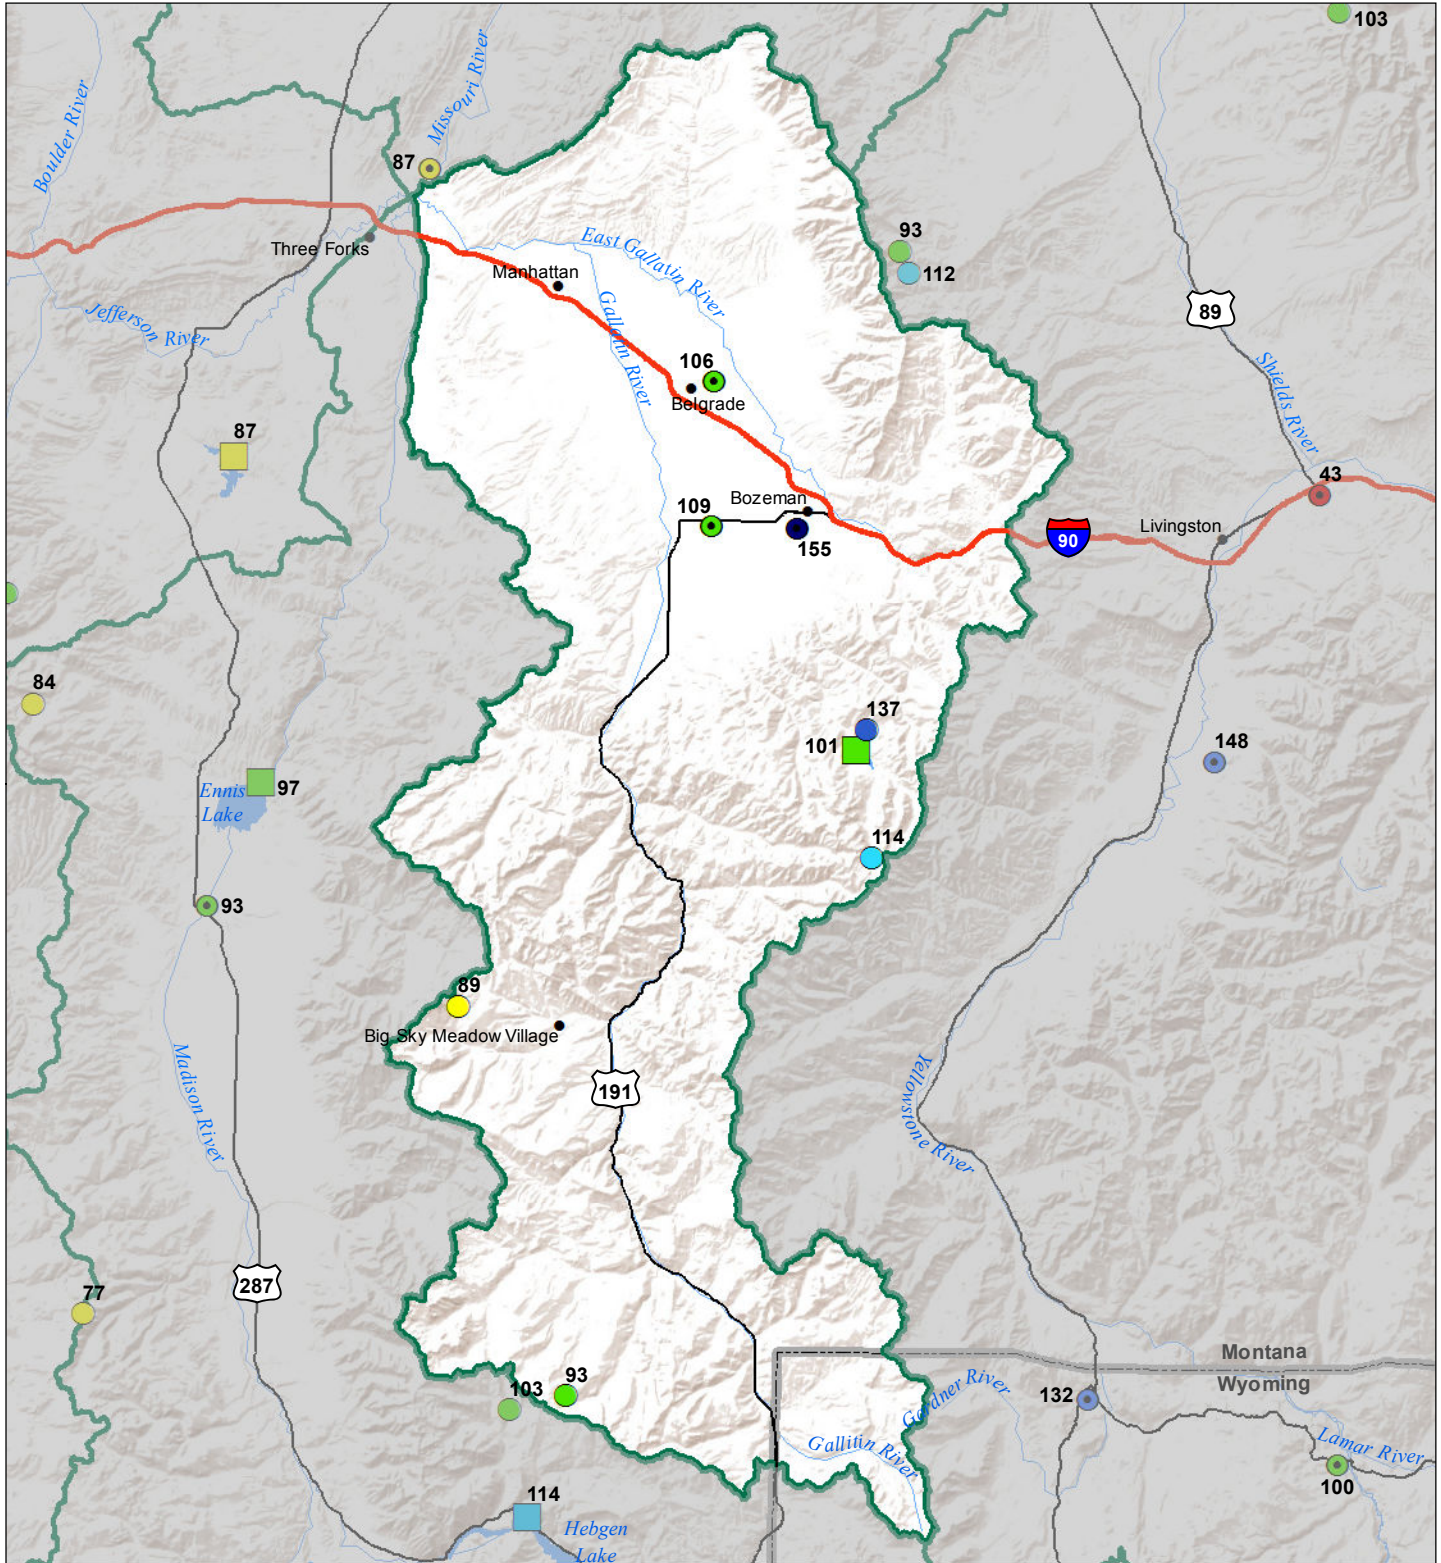 103
Missouri River
Boulder River
87
Three Forks
East Gallatin River
93
112
Manhattan
Gallatin River
89
Jefferson River
106
Belgrade
Shields River
87
43
Bozeman
109
155
90
Livingston
84
137
101
148
Ennis
Lake
97
114
93
89
Big Sky Meadow Village
Madison River
191
Yellowstone River
287
77
Montana
Wyoming
93
103
132
Gardner River
Gallitin River
Lamar River
100
114
Hebgen
Lake